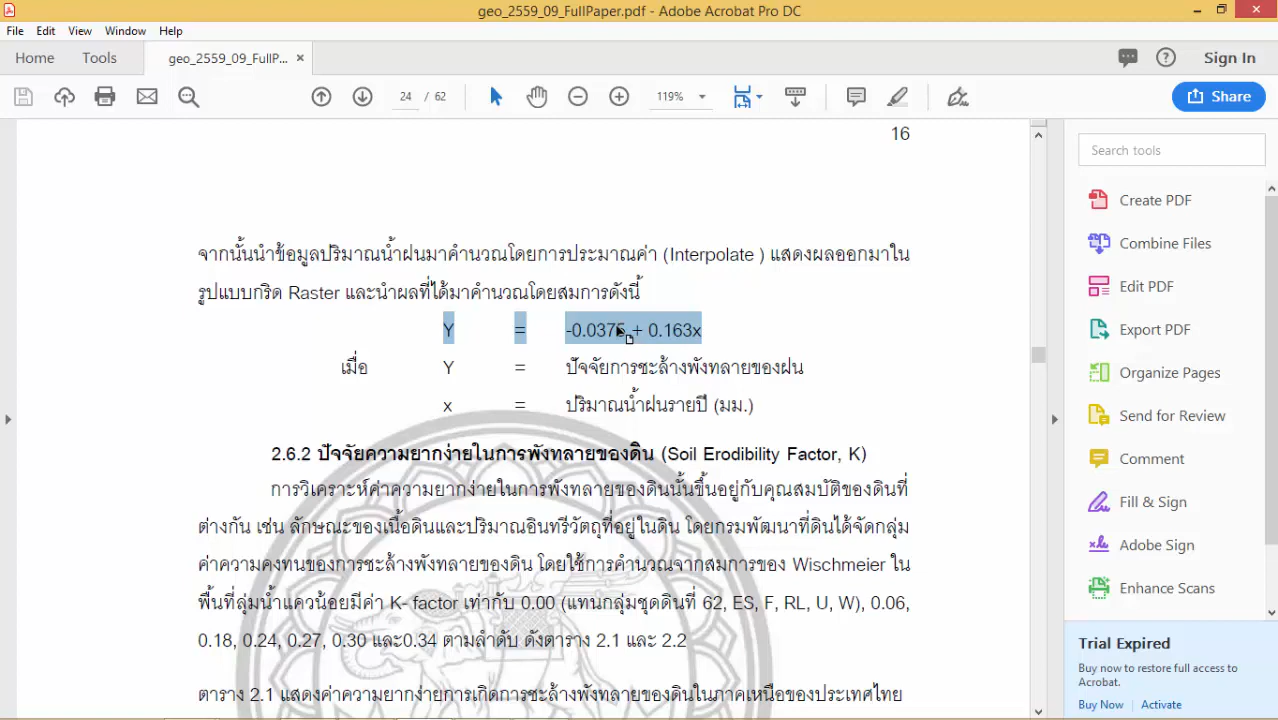 geo_2559_09_FullPaper.pdf - Adobe Acrobat Pro DC
File Edit View Window Help
Home Tools geo_2559_09_FullP... ×
Sign In
24 / 62 119% Share
16
จากนั้นนำข้อมูลปริมาณน้ำฝนมาคำนวณโดยการประมาณค่า (Interpolate ) แสดงผลออกมาใน
รูปแบบกริด Raster และนำผลที่ได้มาคำนวณโดยสมการดังนี้
Y = -0.0375 + 0.163x
เมื่อ Y = ปัจจัยการชะล้างพังทลายของฝน
x = ปริมาณน้ำฝนรายปี (มม.)
2.6.2 ปัจจัยความยากง่ายในการพังทลายของดิน (Soil Erodibility Factor, K)
การวิเคราะห์ค่าความยากง่ายในการพังทลายของดินนั้นขึ้นอยู่กับคุณสมบัติของดินที่
ต่างกัน เช่น ลักษณะของเนื้อดินและปริมาณอินทรีวัตถุที่อยู่ในดิน โดยกรมพัฒนาที่ดินได้จัดกลุ่ม
ค่าความคงทนของการชะล้างพังทลายของดิน โดยใช้การคำนวณจากสมการของ Wischmeier ใน
พื้นที่ลุ่มน้ำแควน้อยมีค่า K- factor เท่ากับ 0.00 (แทนกลุ่มชุดดินที่ 62, ES, F, RL, U, W), 0.06,
0.18, 0.24, 0.27, 0.30 และ0.34 ตามลำดับ ดังตาราง 2.1 และ 2.2
ตาราง 2.1 แสดงค่าความยากง่ายการเกิดการชะล้างพังทลายของดินในภาคเหนือของประเทศไทย
Search tools
Create PDF
Combine Files
Edit PDF
Export PDF
Organize Pages
Send for Review
Comment
Fill & Sign
Adobe Sign
Enhance Scans
Trial Expired
Buy now to restore full access to
Acrobat.
Buy Now Activate